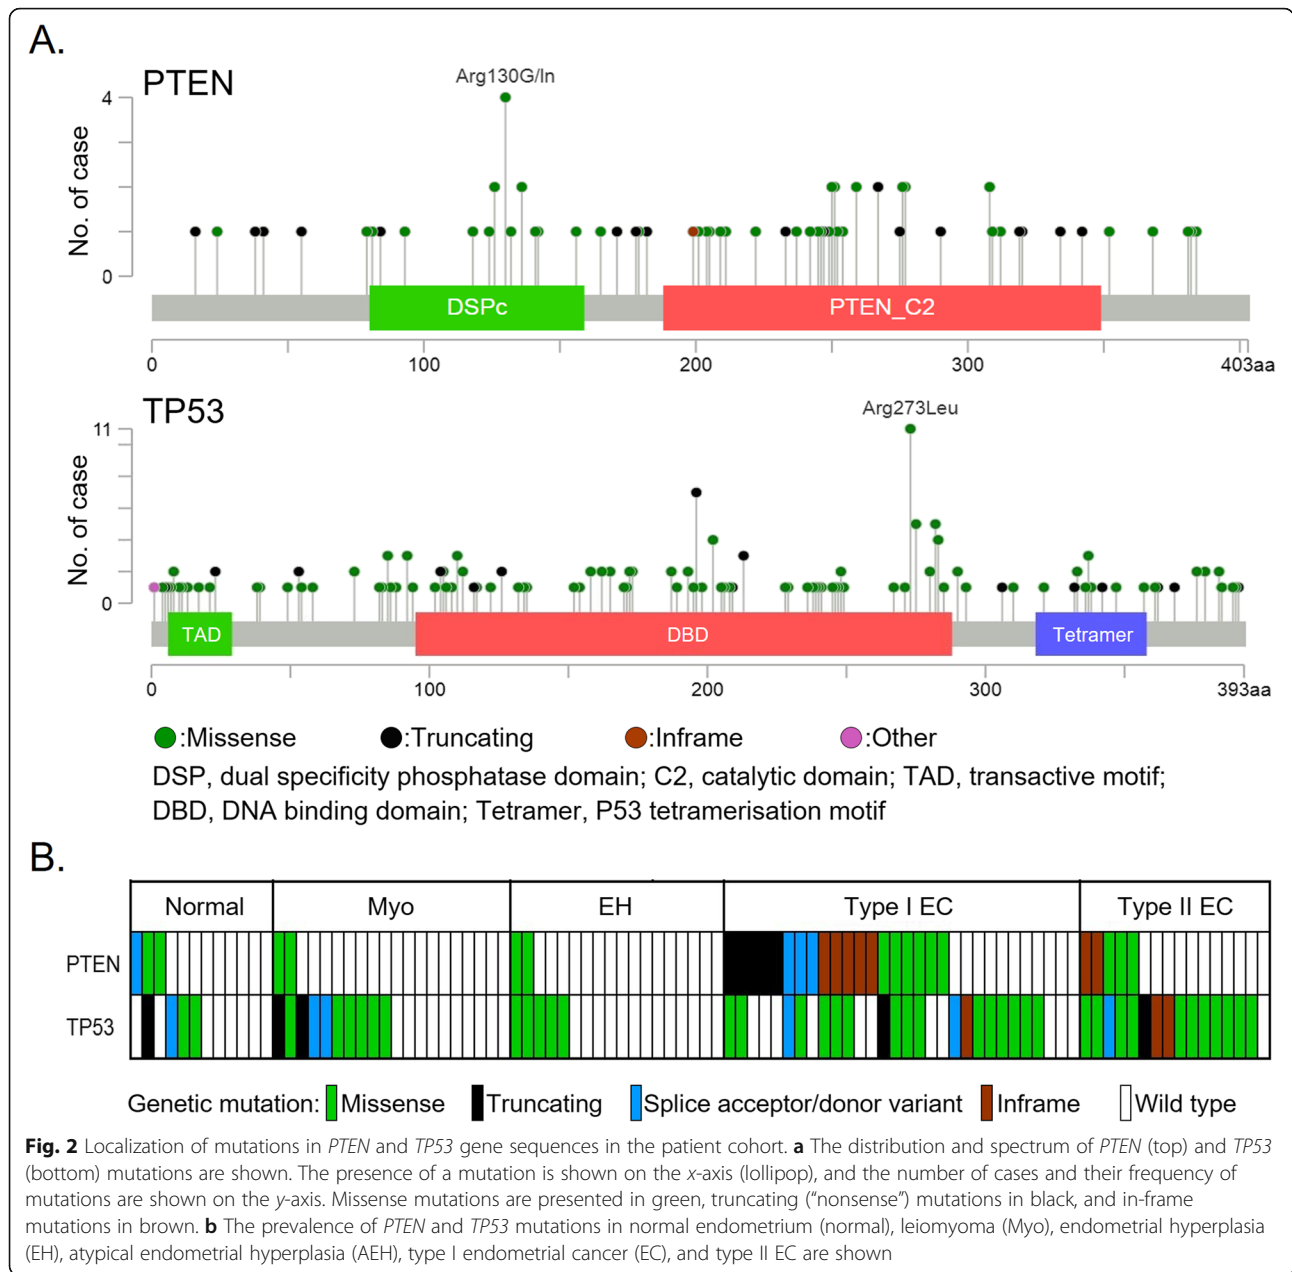 A.
PTEN
Arg130G/ln
4
0
No. of case
DSPc
PTEN_C2
0 100 200 300 403aa
TP53
Arg273Leu
11
0
No. of case
TAD
DBD
Tetramer
0 100 200 300 393aa
:Missense :Truncating :Inframe :Other
DSP, dual specificity phosphatase domain; C2, catalytic domain; TAD, transactive motif;
DBD, DNA binding domain; Tetramer, P53 tetramerisation motif
B.
Normal Myo EH Type I EC Type II EC
PTEN
TP53
Genetic mutation: Missense Truncating Splice acceptor/donor variant Inframe Wild type
Fig. 2 Localization of mutations in PTEN and TP53 gene sequences in the patient cohort. a The distribution and spectrum of PTEN (top) and TP53
(bottom) mutations are shown. The presence of a mutation is shown on the x-axis (lollipop), and the number of cases and their frequency of
mutations are shown on the y-axis. Missense mutations are presented in green, truncating (“nonsense”) mutations in black, and in-frame
mutations in brown. b The prevalence of PTEN and TP53 mutations in normal endometrium (normal), leiomyoma (Myo), endometrial hyperplasia
(EH), atypical endometrial hyperplasia (AEH), type I endometrial cancer (EC), and type II EC are shown